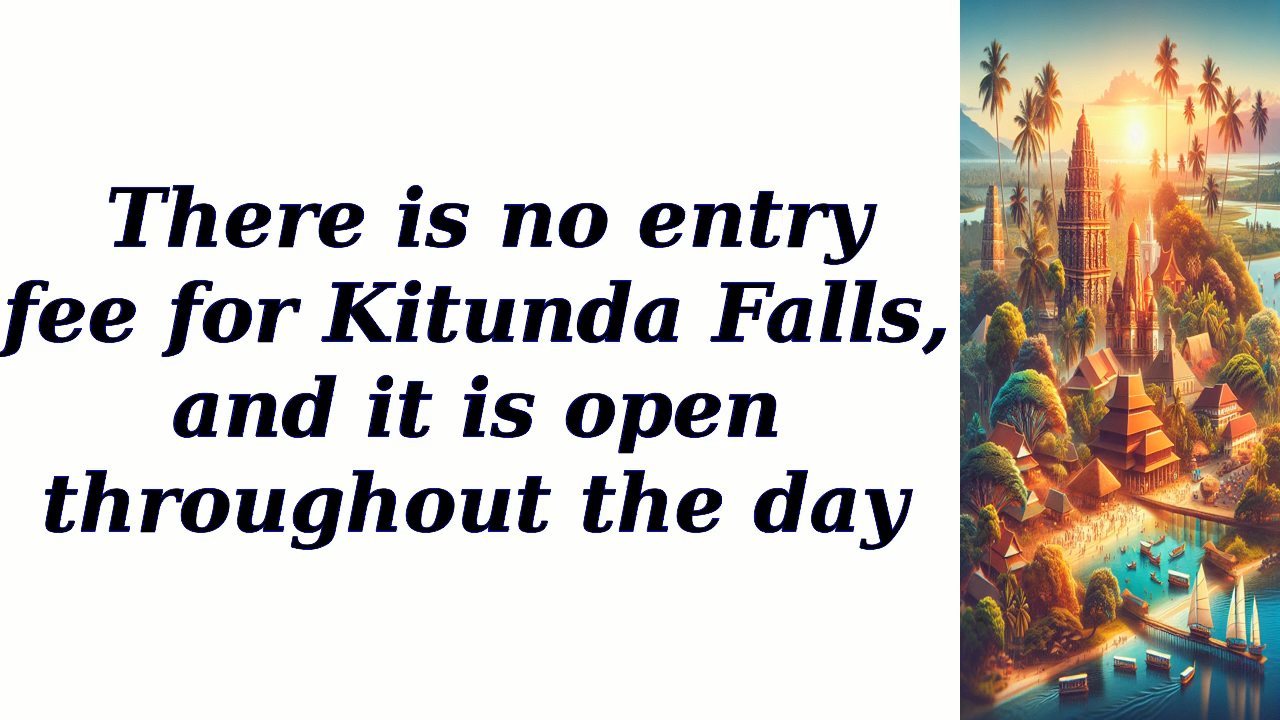 There is no entry
fee for Kitunda Falls,
and it is open
throughout the day